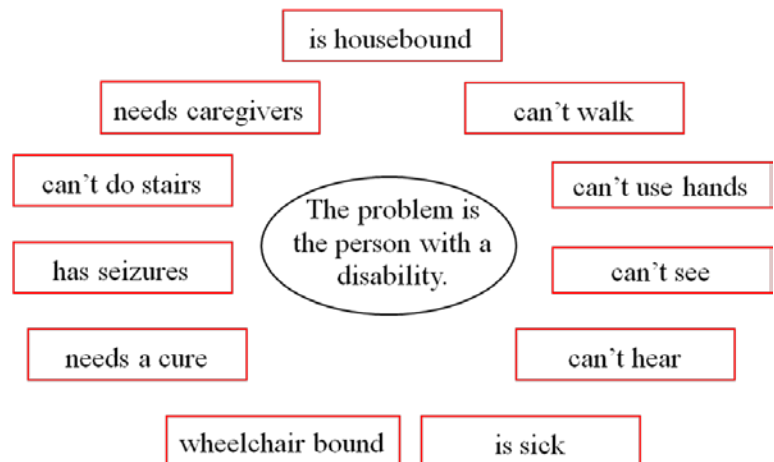 is housebound
needs caregivers
can't walk
can't do stairs
can't use hands
The problem is
the person with a
disability.
has seizures
can't see
needs a cure
can't hear
wheelchair bound
is sick